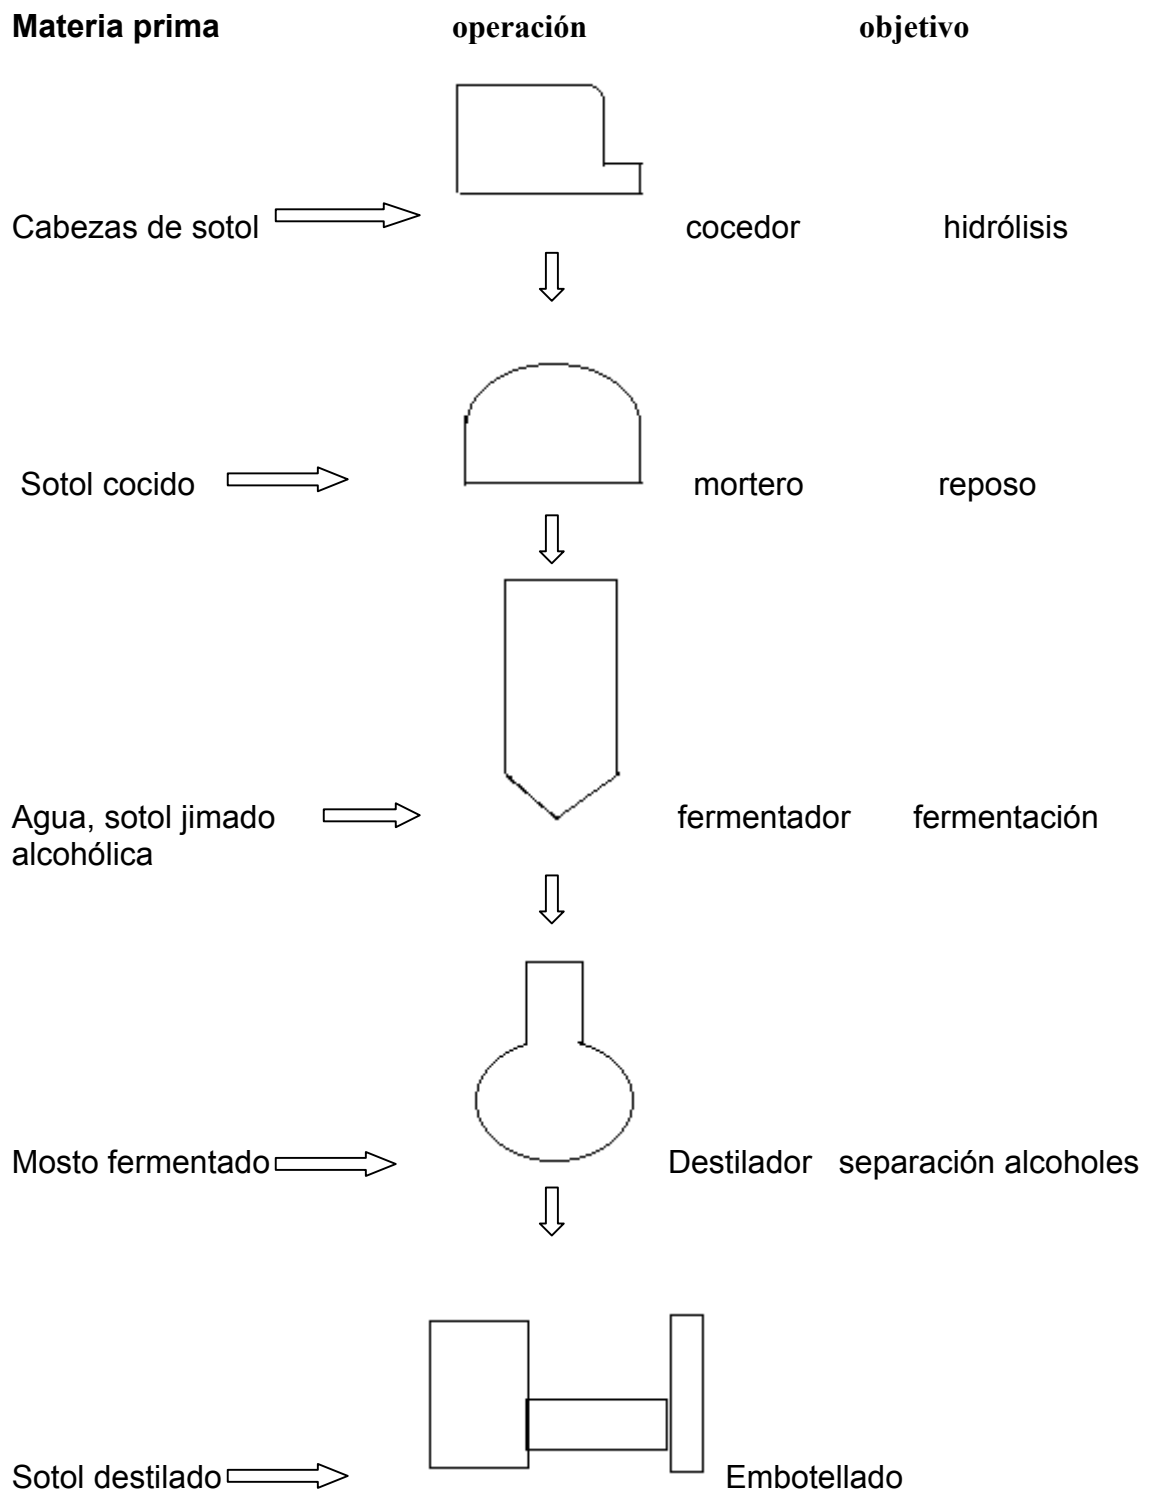 Materia prima operación objetivo
Cabezas de sotol cocedor hidrólisis
Sotol cocido mortero reposo
Agua, sotol jimado fermentador fermentación
alcohólica
Mosto fermentado Destilador separación alcoholes
Sotol destilado Embotellado